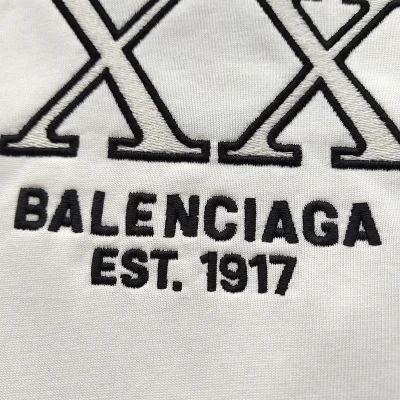 XX
BALENCIAGA
EST. 1917